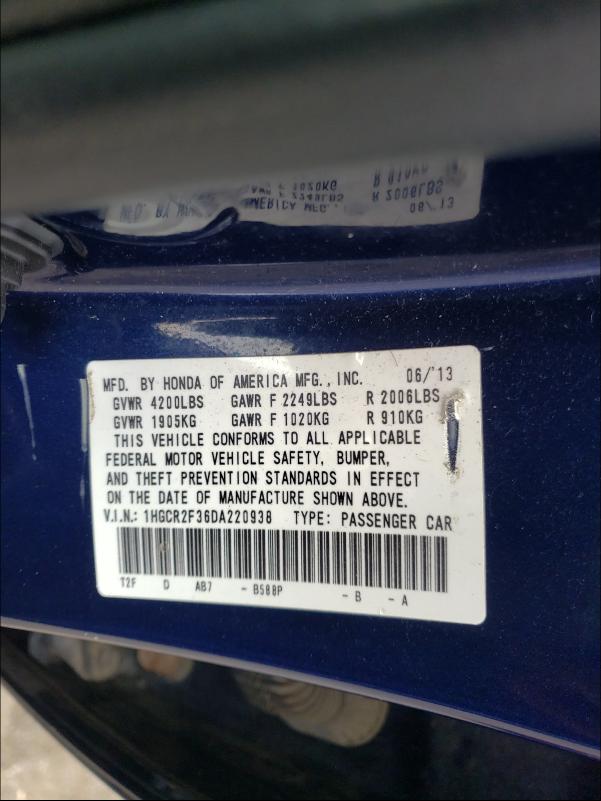 MFD. BY HONDA OF AMERICA MFG., INC. 06/'13
GVWR 4200LBS GAWR F 2249LBS R 2006LBS
GVWR 1905KG GAWR F 1020KG R 910KG
THIS VEHICLE CONFORMS TO ALL APPLICABLE
FEDERAL MOTOR VEHICLE SAFETY, BUMPER,
AND THEFT PREVENTION STANDARDS IN EFFECT
ON THE DATE OF MANUFACTURE SHOWN ABOVE.
V.I.N.: 1HGCR2F36DA220938 TYPE: PASSENGER CAR
T2F D AB7 - B588P - B - A